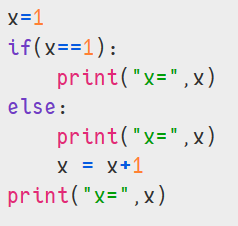 x=1
if(x==1):
    print("x=",x)
else:
    print("x=",x)
    x = x+1
print("x=",x)